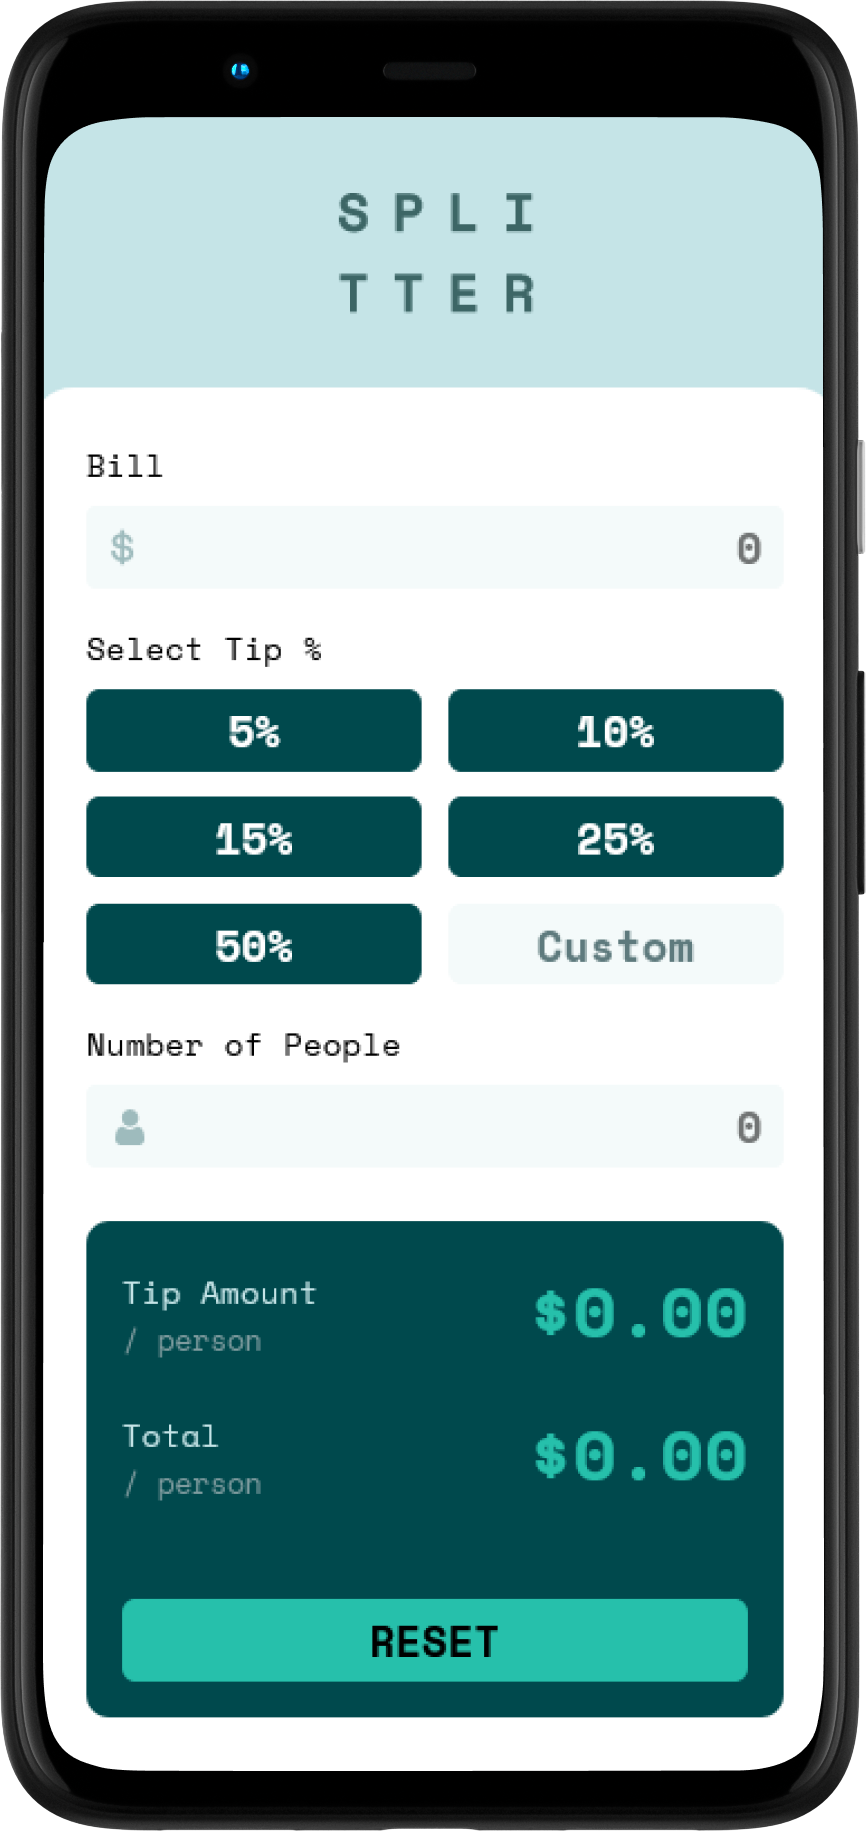 SPLI
TTER
Bill
$ 0
Select Tip %
5% 10%
15% 25%
50% Custom
Number of People
0
Tip Amount
/ person
$0.00
Total
/ person
$0.00
RESET